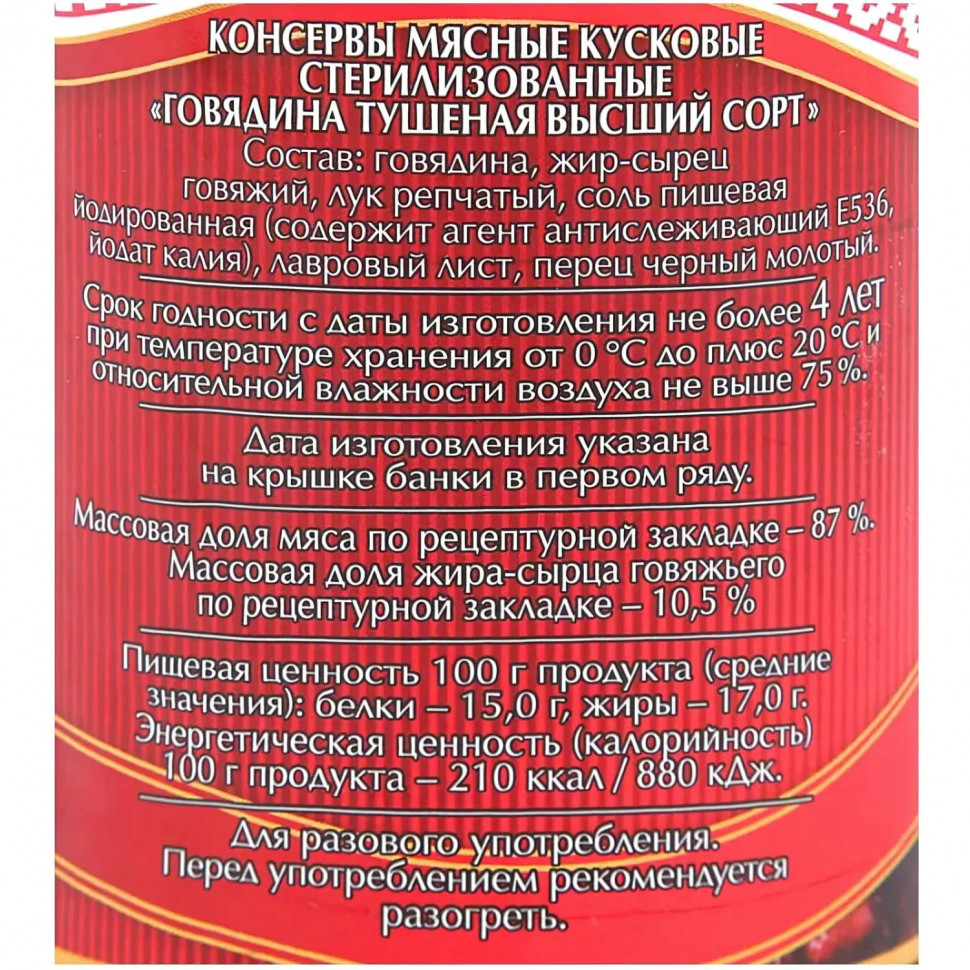 КОНСЕРВЫ МЯСНЫЕ КУСКОВЫЕ
СТЕРИЛИЗОВАННЫЕ
«ГОВЯДИНА ТУШЕНАЯ ВЫСШИЙ СОРТ»
Состав: говядина, жир-сырец
говяжий, лук репчатый, соль пищевая
йодированная (содержит агент антислеживающий Е536,
йодат калия), лавровый лист, перец черный молотый.
Срок годности с даты изготовления не более 4 лет
при температуре хранения от 0 °С до плюс 20 °С и
относительной влажности воздуха не выше 75 %.
Дата изготовления указана
на крышке банки в первом ряду.
Массовая доля мяса по рецептурной закладке – 87 %.
Массовая доля жира-сырца говяжьего
по рецептурной закладке – 10,5 %
Пищевая ценность 100 г продукта (средние
значения): белки – 15,0 г, жиры – 17,0 г.
Энергетическая ценность (калорийность)
100 г продукта – 210 ккал / 880 кДж.
Для разового употребления.
Перед употреблением рекомендуется
разогреть.